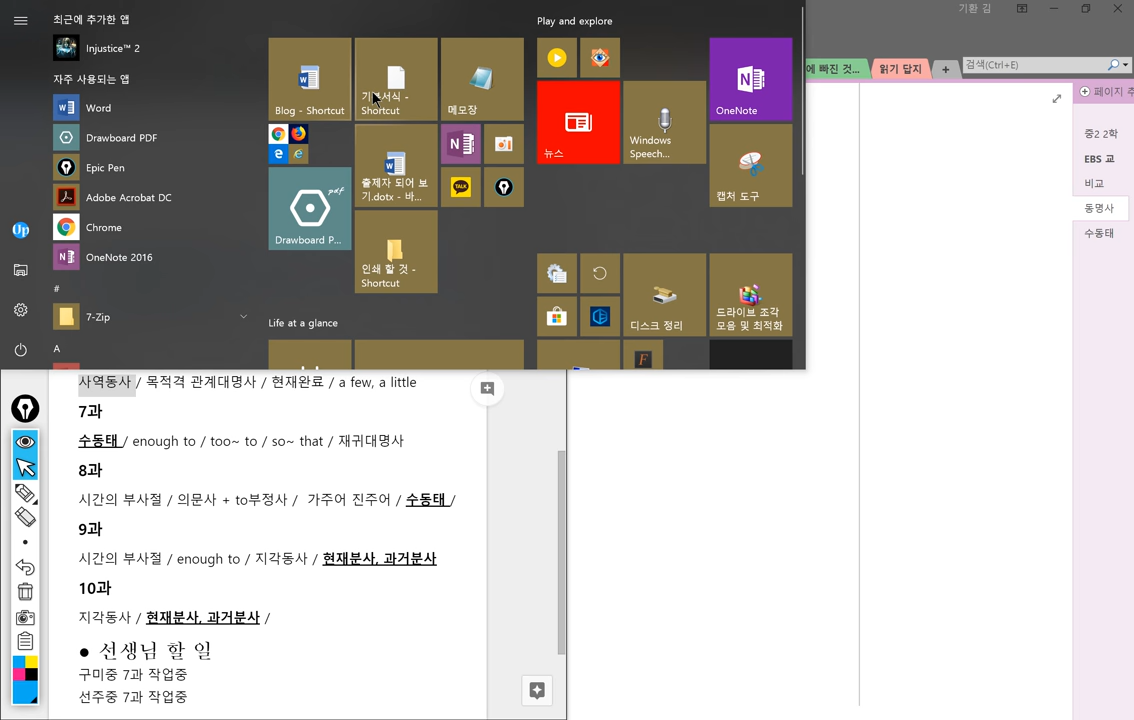 최근에 추가한 앱
Injustice™ 2
자주 사용되는 앱
Word
Drawboard PDF
Epic Pen
Adobe Acrobat DC
Chrome
OneNote 2016
#
7-Zip
A
Blog - Shortcut
Shortcut
메모장
출제자 되어 보
기.dotx - 바...
Drawboard P...
인쇄 할 것 -
Shortcut
Life at a glance
Play and explore
뉴스
Windows
Speech...
OneNote
캡처 도구
디스크 정리
드라이브 조각
모음 및 최적화
기환 김
에 빠진 것...
읽기 답지
검색(Ctrl+E)
페이지 추
중2 2학
EBS 교
비교
동명사
수동태
사역동사 / 목적격 관계대명사 / 현재완료 / a few, a little
7과
수동태 / enough to / too~ to / so~ that / 재귀대명사
8과
시간의 부사절 / 의문사 + to부정사 / 가주어 진주어 / 수동태 /
9과
시간의 부사절 / enough to / 지각동사 / 현재분사, 과거분사
10과
지각동사 / 현재분사, 과거분사 /
● 선생님 할 일
구미중 7과 작업중
선주중 7과 작업중